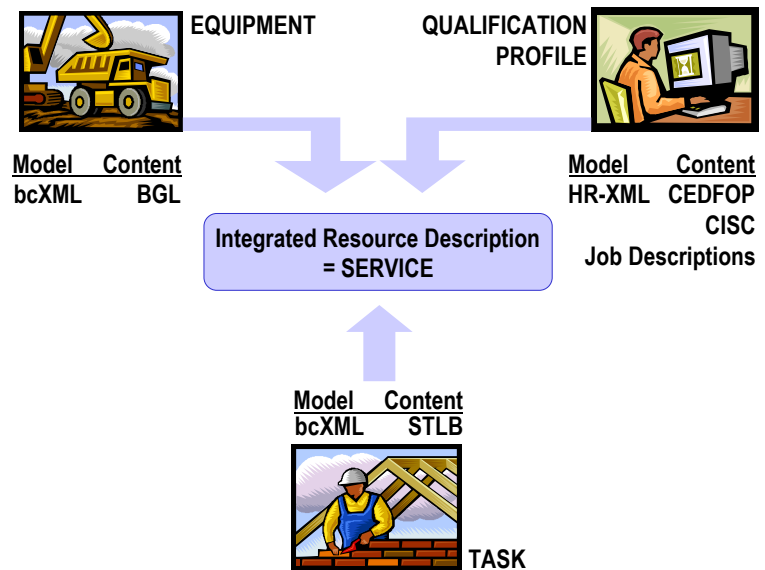 EQUIPMENT
QUALIFICATION
PROFILE
Model Content
bcXML BGL
Model Content
HR-XML CEDFOP
CISC
Job Descriptions
Integrated Resource Description
= SERVICE
Model Content
bcXML STLB
TASK